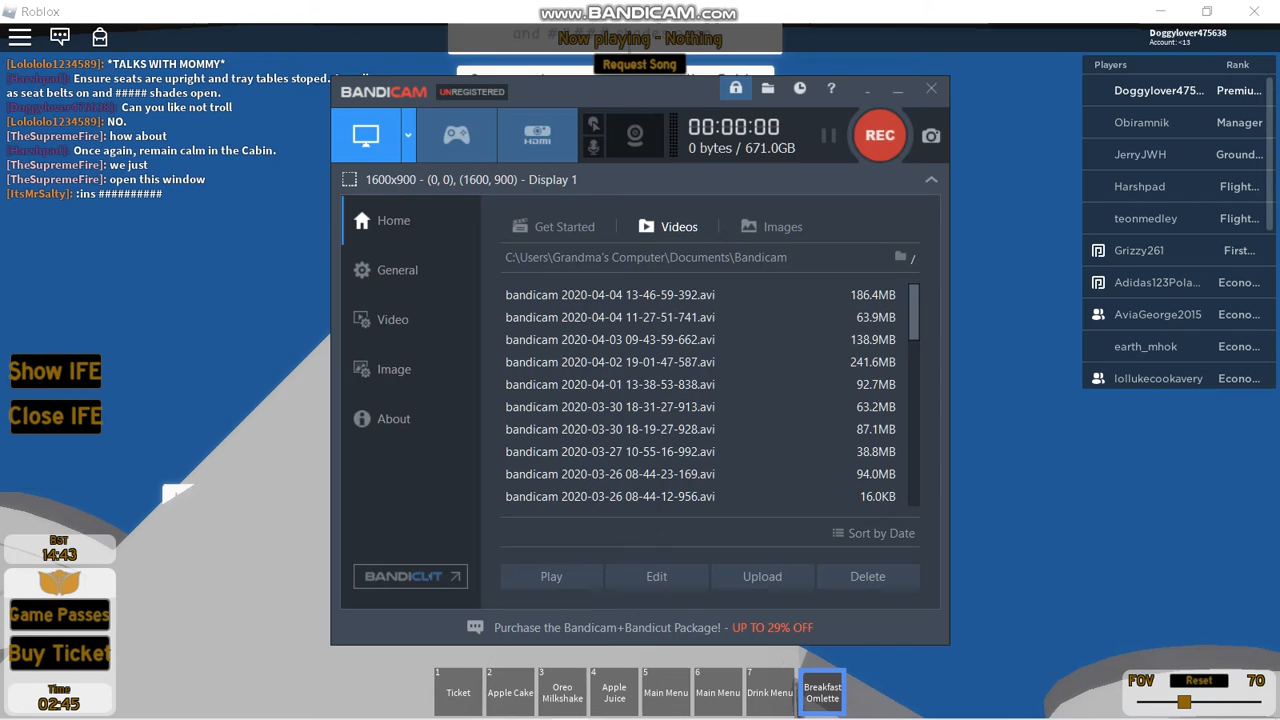 Roblox
www.BANDICAM.com
Now playing - Nothing
Request Song
Doggylover475638
Account: <13
[Lolololo1234589]: *TALKS WITH MOMMY*
[Harshpad]: Ensure seats are upright and tray tables stoped.
as seat belts on and ##### shades open.
[Doggylover475638]: Can you like not troll
[Lolololo1234589]: NO.
[TheSupremeFire]: how about
[Harshpad]: Once again, remain calm in the Cabin.
[TheSupremeFire]: we just
[TheSupremeFire]: open this window
[ItsMrSalty]: :ins ##########
Players Rank
Doggylover475... Premiu...
Obiramnik Manager
JerryJWH Ground...
Harshpad Flight...
teonmedley Flight...
Grizzy261 First...
Adidas123Pola... Econo...
AviaGeorge2015 Econo...
earth_mhok Econo...
lollukecookavery Econo...
BANDICAM UNREGISTERED
HDMI
00:00:00
0 bytes / 671.0GB
REC
1600x900 - (0, 0), (1600, 900) - Display 1
Home
General
Video
Image
About
BANDICUT
Get Started
Videos
Images
C:\Users\Grandma's Computer\Documents\Bandicam
bandicam 2020-04-04 13-46-59-392.avi 186.4MB
bandicam 2020-04-04 11-27-51-741.avi 63.9MB
bandicam 2020-04-03 09-43-59-662.avi 138.9MB
bandicam 2020-04-02 19-01-47-587.avi 241.6MB
bandicam 2020-04-01 13-38-53-838.avi 92.7MB
bandicam 2020-03-30 18-31-27-913.avi 63.2MB
bandicam 2020-03-30 18-19-27-928.avi 87.1MB
bandicam 2020-03-27 10-55-16-992.avi 38.8MB
bandicam 2020-03-26 08-44-23-169.avi 94.0MB
bandicam 2020-03-26 08-44-12-956.avi 16.0KB
Sort by Date
Play Edit Upload Delete
Purchase the Bandicam+Bandicut Package! - UP TO 29% OFF
Show IFE
Close IFE
BST
14:43
Game Passes
Buy Ticket
Time
02:45
1 Ticket
2 Apple Cake
3 Oreo Milkshake
4 Apple Juice
5 Main Menu
6 Main Menu
7 Drink Menu
Breakfast Omlette
FOV Reset 70